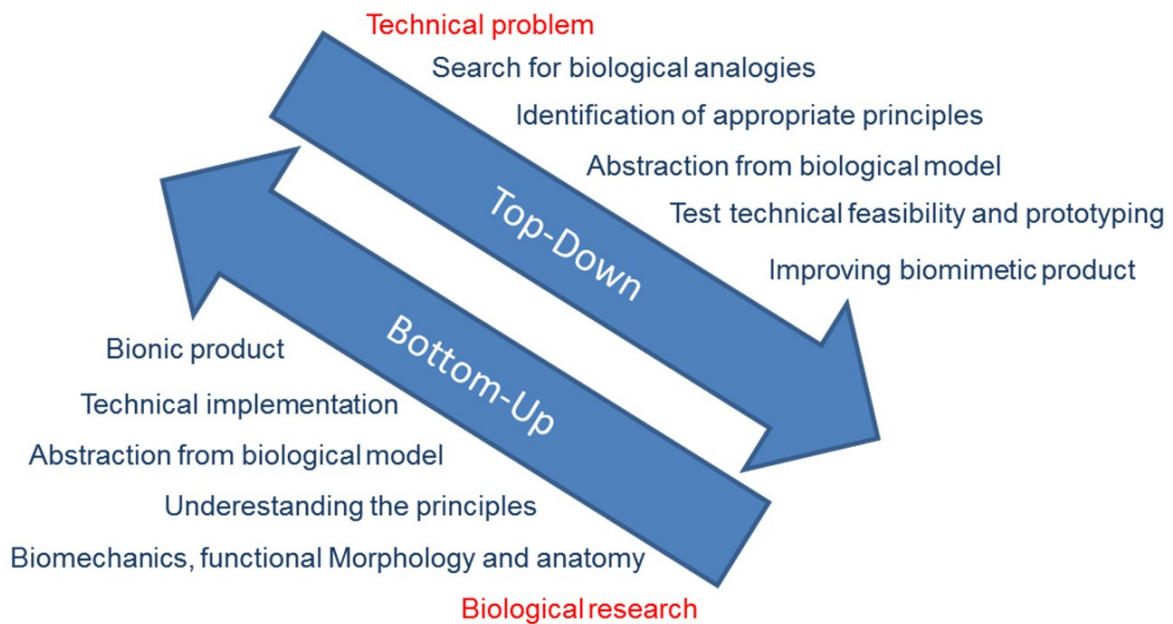 Technical problem
Search for biological analogies
Identification of appropriate principles
Abstraction from biological model
Test technical feasibility and prototyping
Improving biomimetic product
Top-Down
Bottom-Up
Bionic product
Technical implementation
Abstraction from biological model
Underestanding the principles
Biomechanics, functional Morphology and anatomy
Biological research